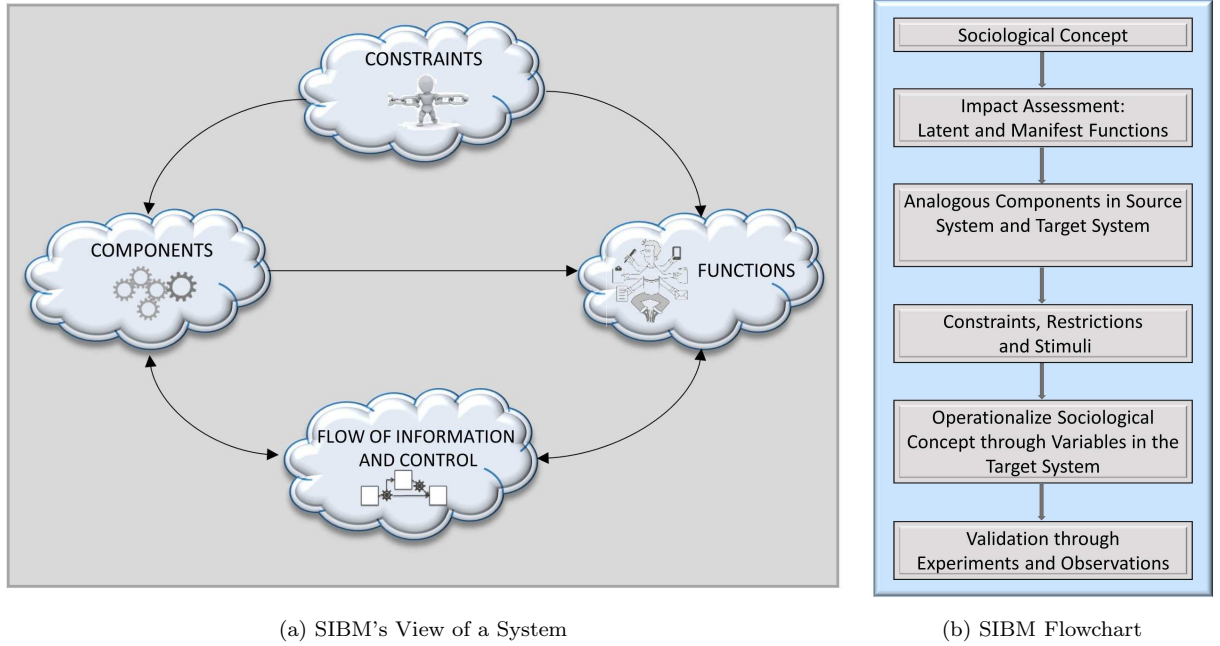 CONSTRAINTS
COMPONENTS
FUNCTIONS
FLOW OF INFORMATION
AND CONTROL
(a) SIBM's View of a System
Sociological Concept
Impact Assessment:
Latent and Manifest Functions
Analogous Components in Source
System and Target System
Constraints, Restrictions
and Stimuli
Operationalize Sociological
Concept through Variables in the
Target System
Validation through
Experiments and Observations
(b) SIBM Flowchart